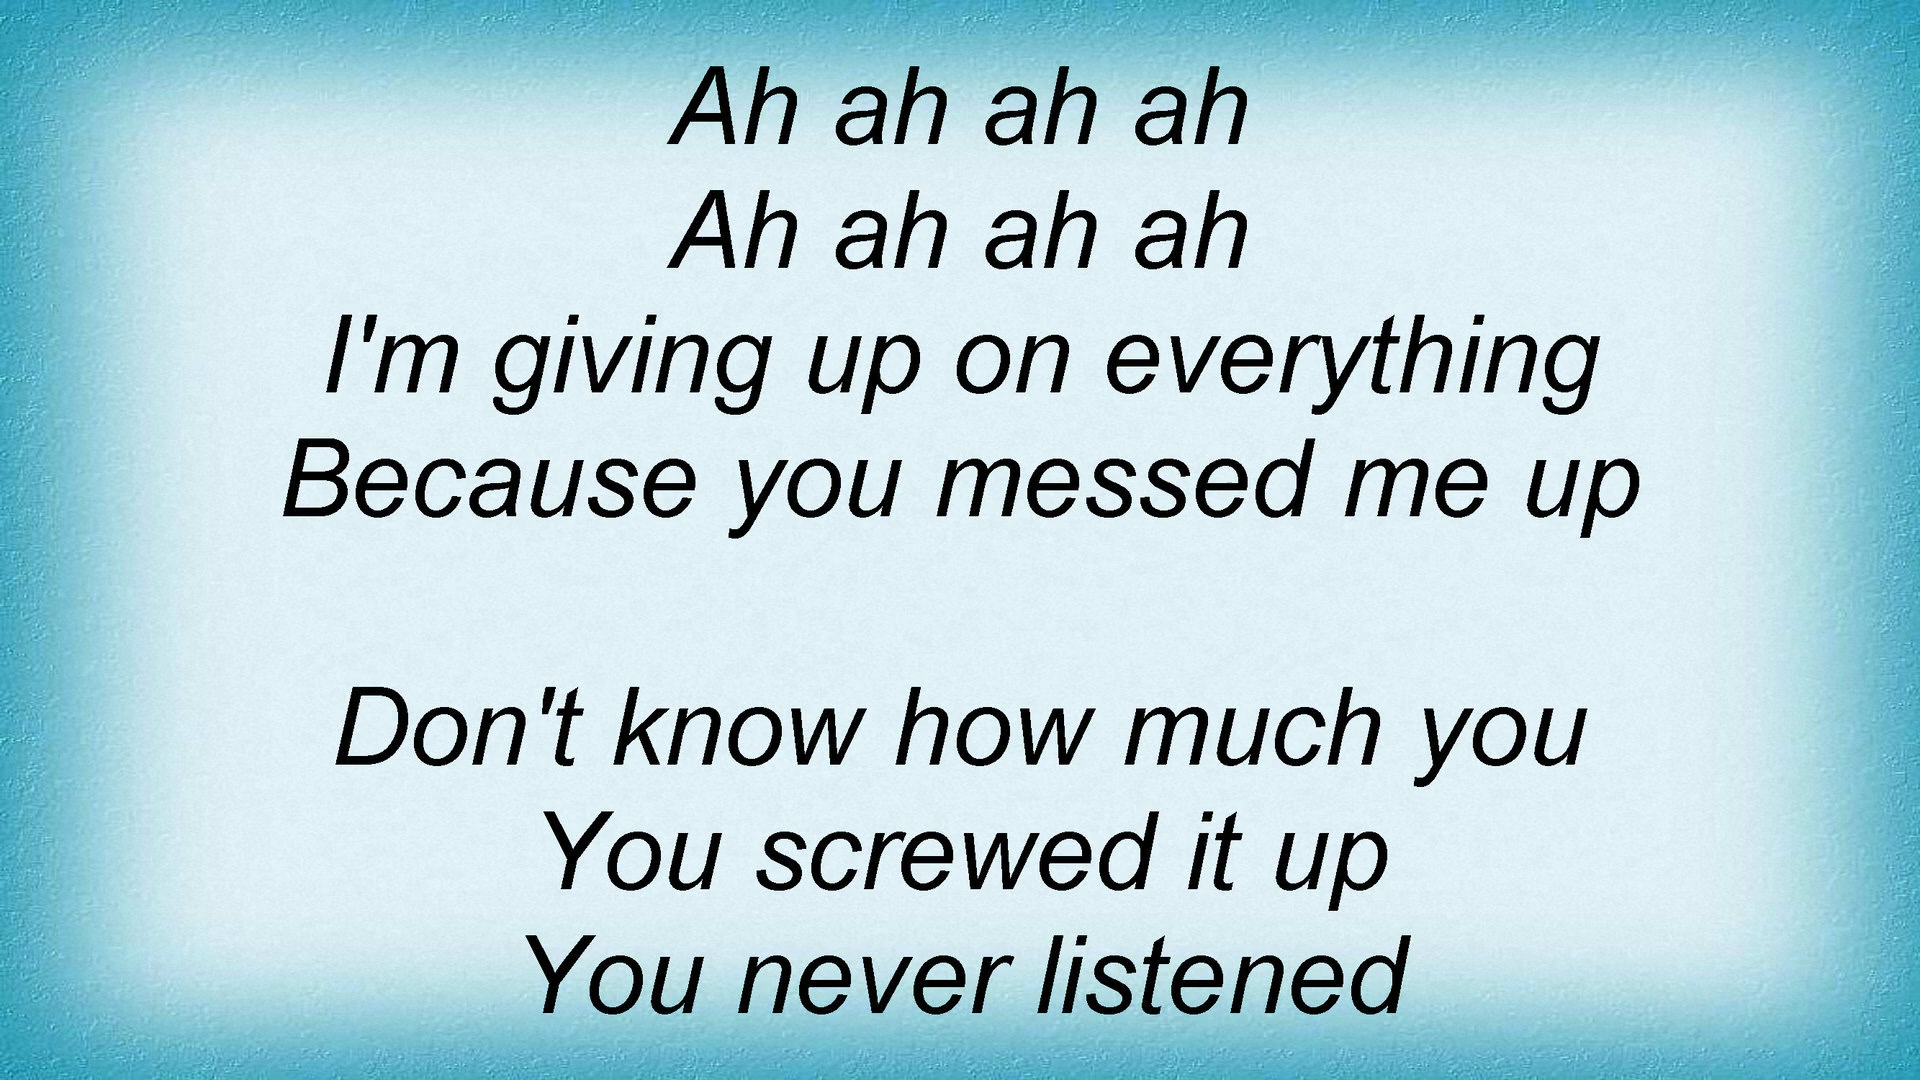 Ah ah ah ah
Ah ah ah ah
I'm giving up on everything
Because you messed me up
Don't know how much you
You screwed it up
You never listened